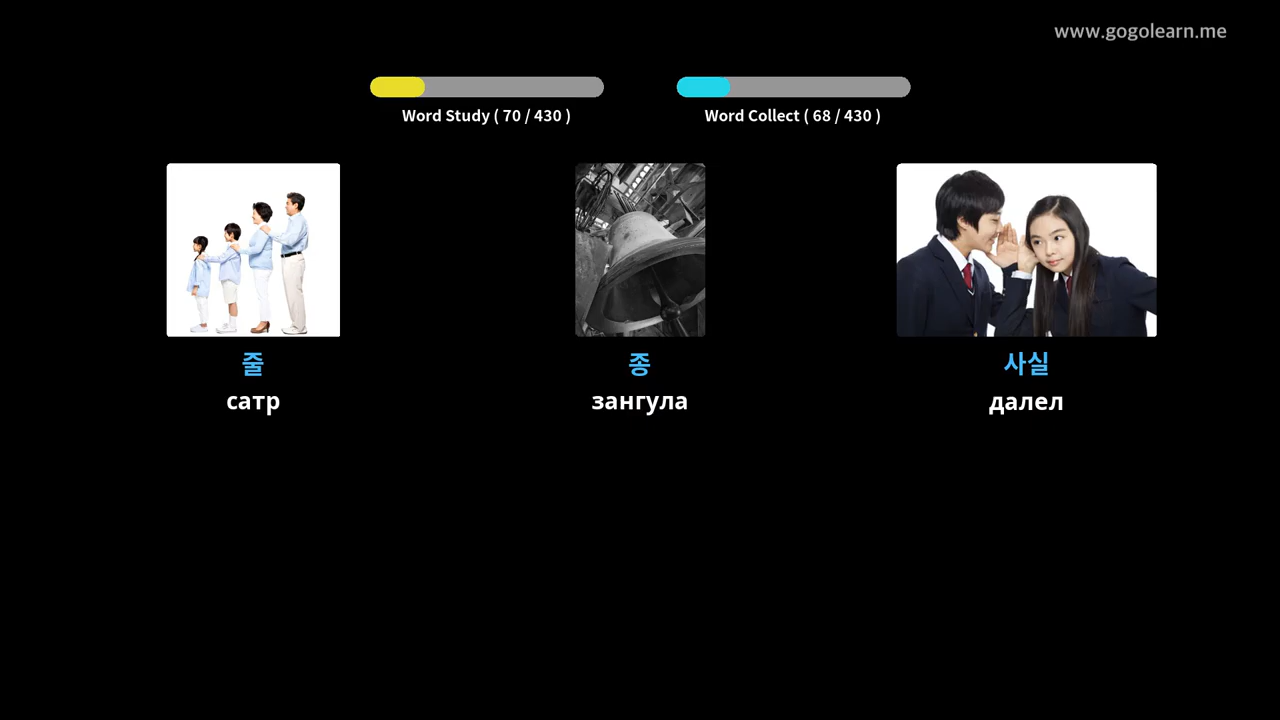 www.gogolearn.me
Word Study ( 70 / 430 )
Word Collect ( 68 / 430 )
줄
종
사실
сатр
зангула
далел